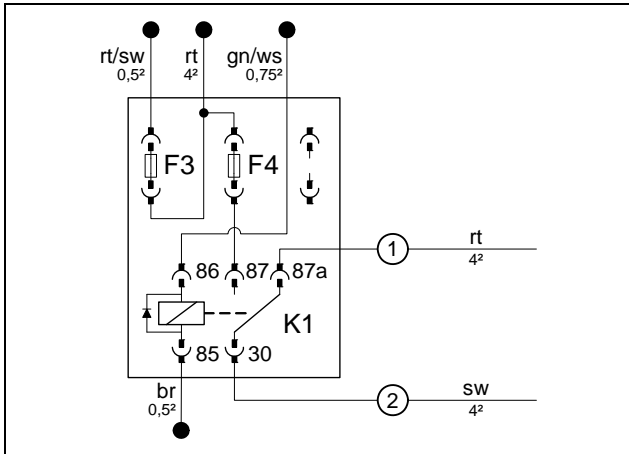 rt/sw rt gn/ws
0,5² 4² 0,75²
F3 F4
1 rt
4²
86 87 87a
K1
85 30
br
0,5²
2 sw
4²